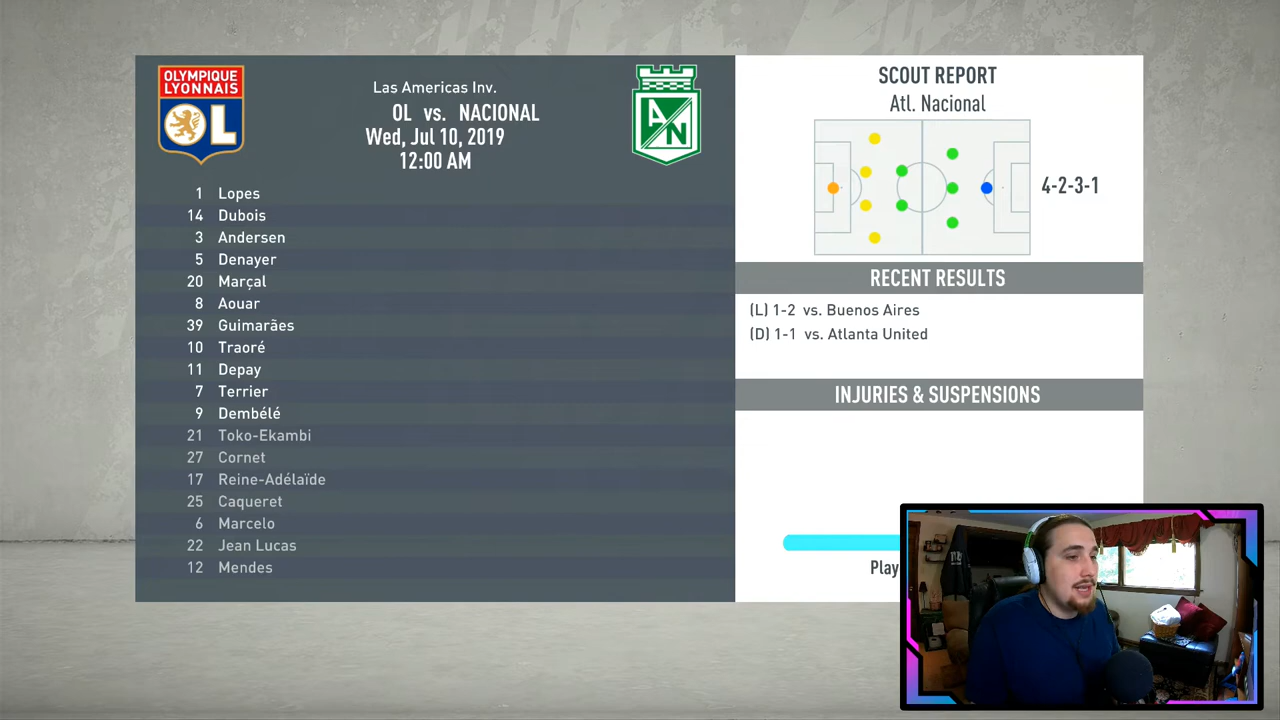 OLYMPIQUE
LYONNAIS
OL
Las Americas Inv.
OL vs. NACIONAL
Wed, Jul 10, 2019
12:00 AM
AN
1 Lopes
14 Dubois
3 Andersen
5 Denayer
20 Marçal
8 Aouar
39 Guimarães
10 Traoré
11 Depay
7 Terrier
9 Dembélé
21 Toko-Ekambi
27 Cornet
17 Reine-Adélaïde
25 Caqueret
6 Marcelo
22 Jean Lucas
12 Mendes
SCOUT REPORT
Atl. Nacional
4-2-3-1
RECENT RESULTS
(L) 1-2 vs. Buenos Aires
(D) 1-1 vs. Atlanta United
INJURIES & SUSPENSIONS
Play